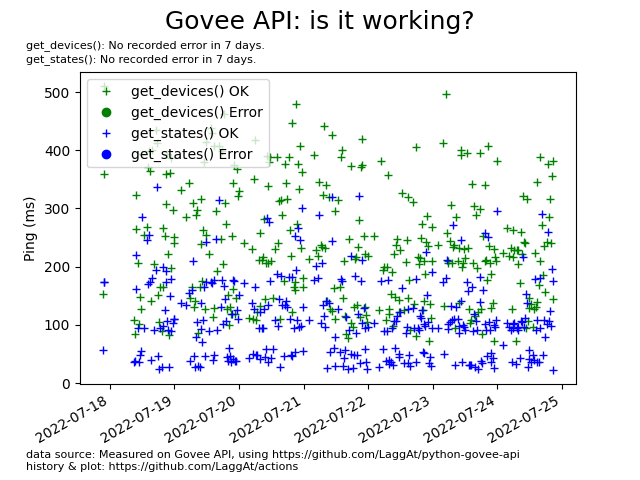 Govee API: is it working?
get_devices(): No recorded error in 7 days.
get_states(): No recorded error in 7 days.
get_devices() OK
get_devices() Error
get_states() OK
get_states() Error
Ping (ms)
500
400
300
200
100
0
2022-07-18
2022-07-19
2022-07-20
2022-07-21
2022-07-22
2022-07-23
2022-07-24
2022-07-25
data source: Measured on Govee API, using https://github.com/LaggAt/python-govee-api
history & plot: https://github.com/LaggAt/actions